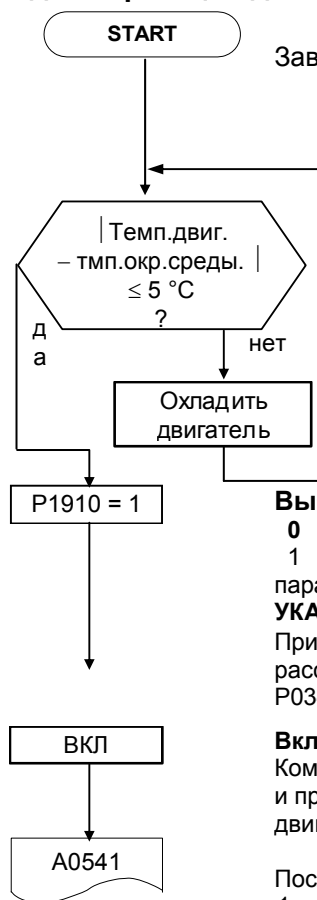 START
Зав
| Темп.двиг.
– тмп.окр.среды. |
≤ 5 °C
?
д
а
нет
Охладить
двигатель
P1910 = 1
Вы
0
1
пара
УКА
При
расс
P03
ВКЛ
Вкл
Ком
и пр
дви
A0541
Пос